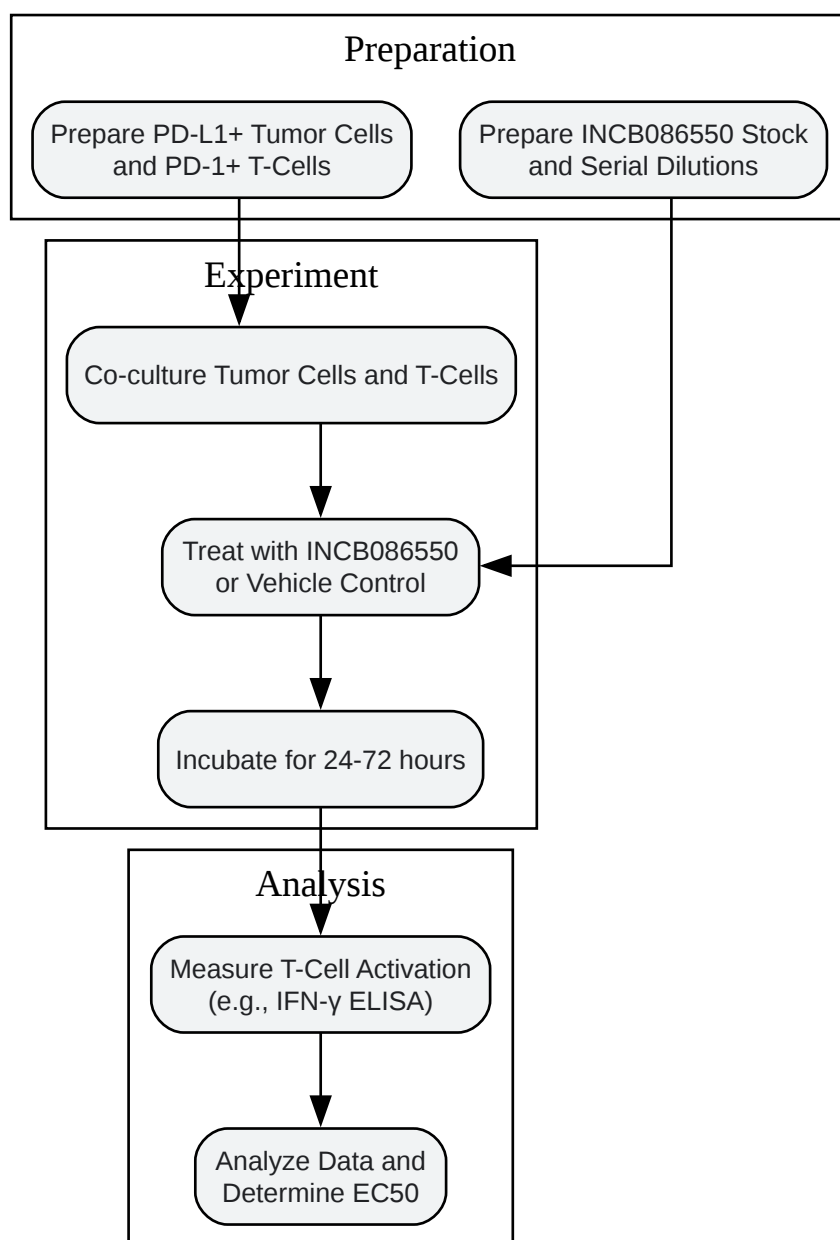 Preparation
Prepare PD-L1+ Tumor Cells
and PD-1+ T-Cells
Prepare INCB086550 Stock
and Serial Dilutions
Experiment
Co-culture Tumor Cells and T-Cells
Treat with INCB086550
or Vehicle Control
Incubate for 24-72 hours
Analysis
Measure T-Cell Activation
(e.g., IFN-γ ELISA)
Analyze Data and
Determine EC50